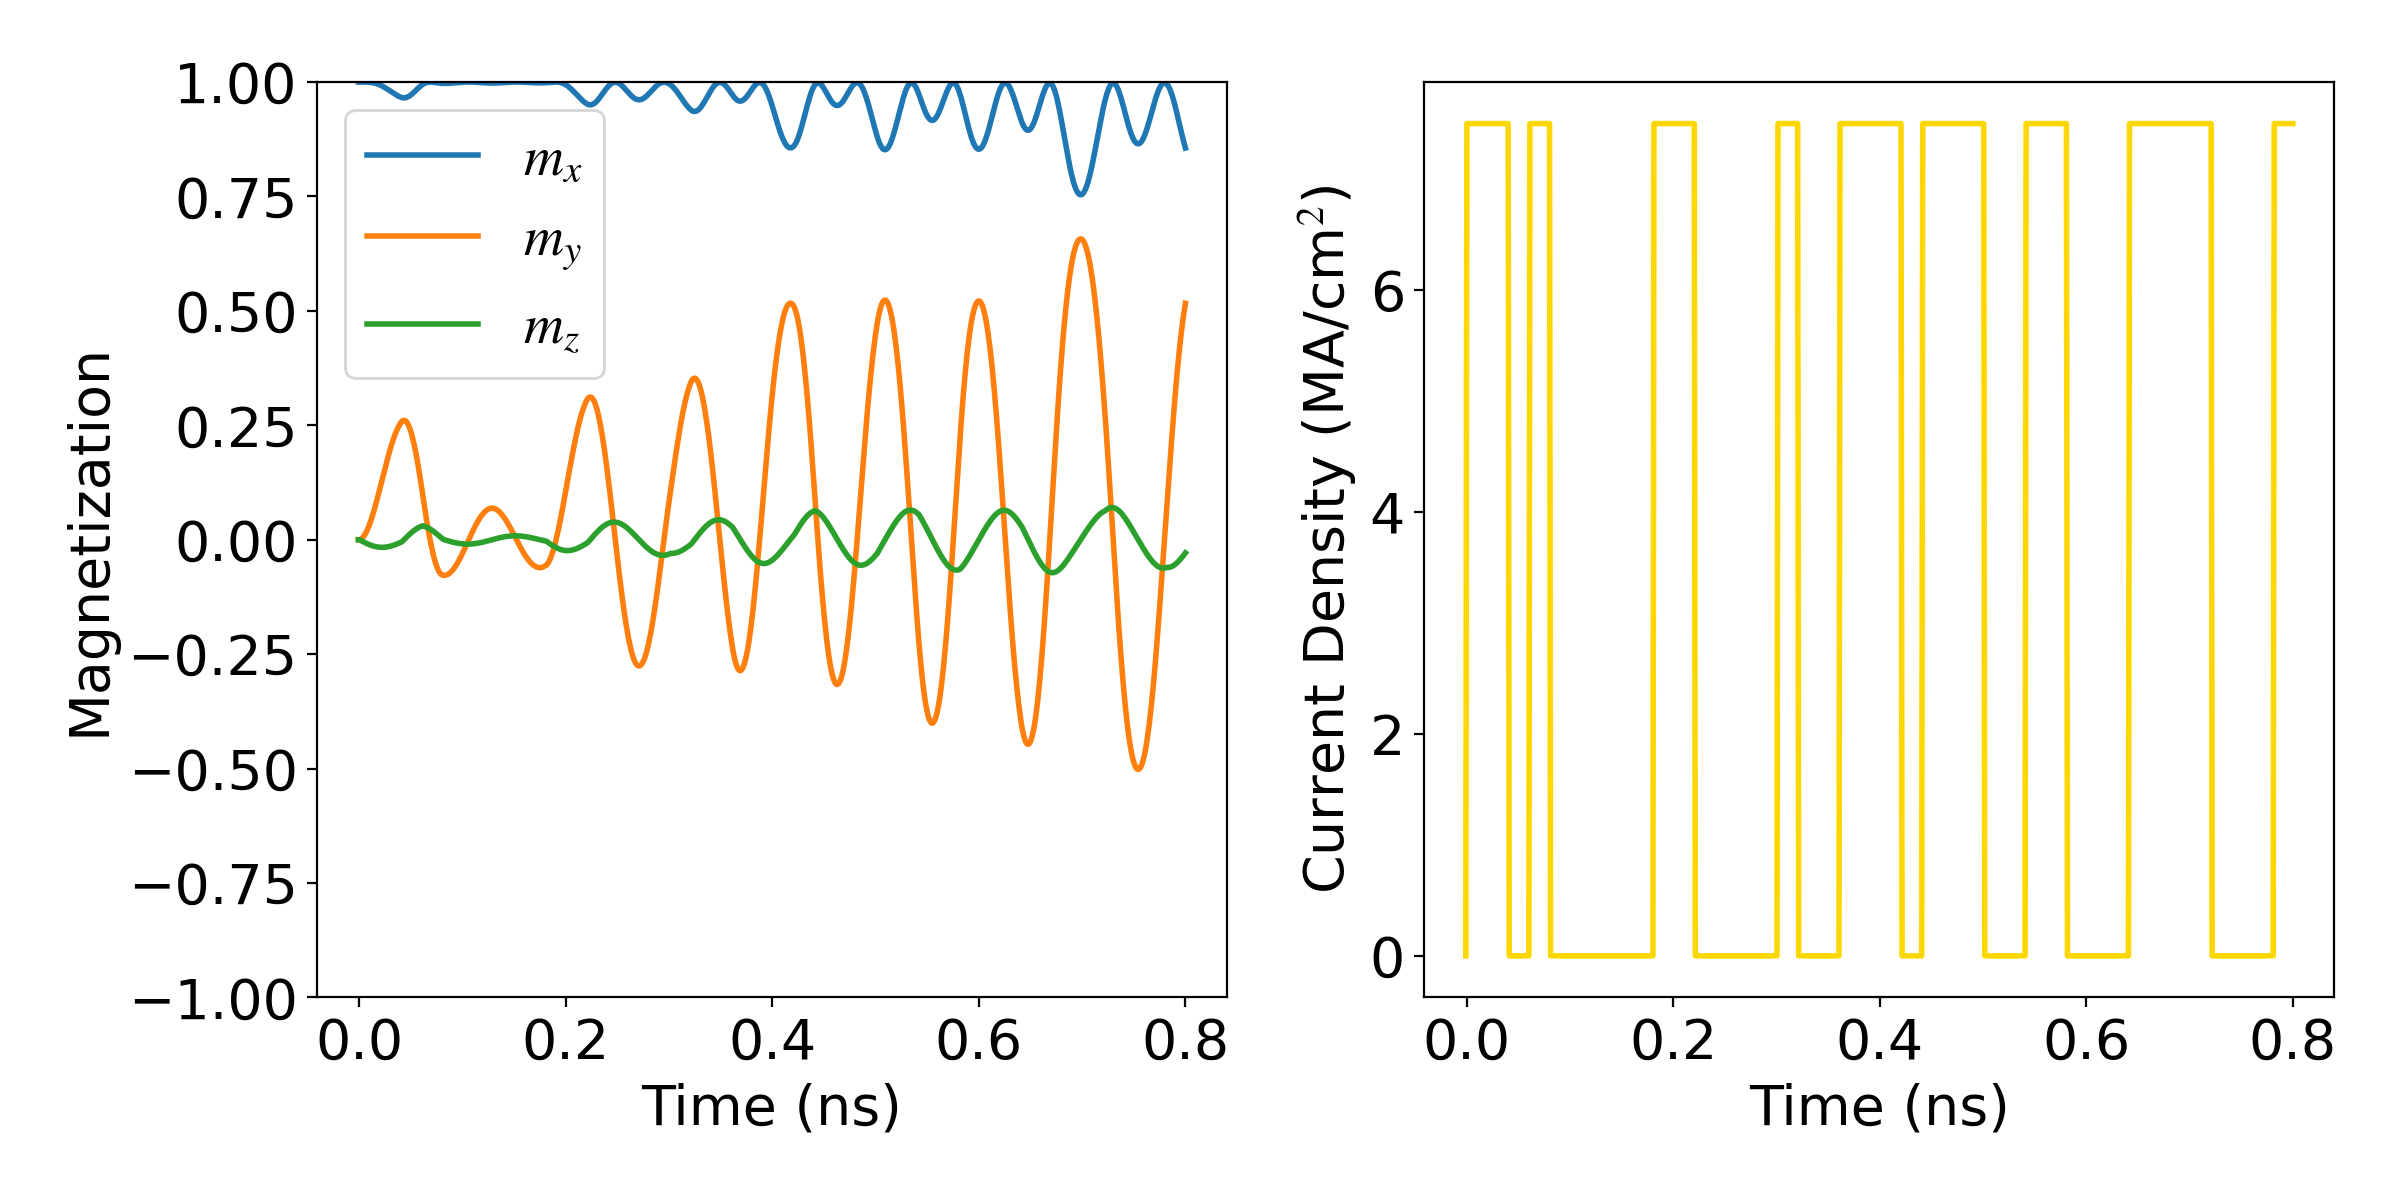 Magnetization
1.00
0.75
0.50
0.25
0.00
−0.25
−0.50
−0.75
−1.00
m_x
m_y
m_z
0.0 0.2 0.4 0.6 0.8
Time (ns)
Current Density (MA/cm²)
6
4
2
0
0.0 0.2 0.4 0.6 0.8
Time (ns)